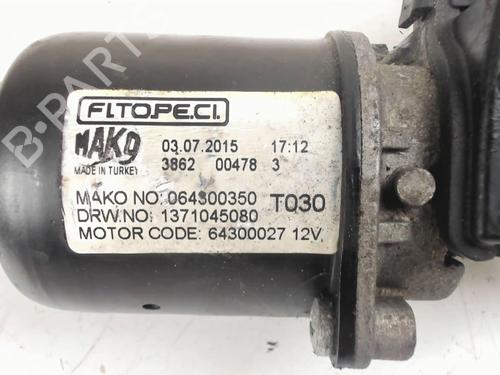 B-PARTS
F.I.TO.PE.C.I.
MAKO
MADE IN TURKEY
03.07.2015 17:12
3862 00478 3
MAKO NO: 064300350 T030
DRW.NO: 1371045080
MOTOR CODE: 64300027 12V.